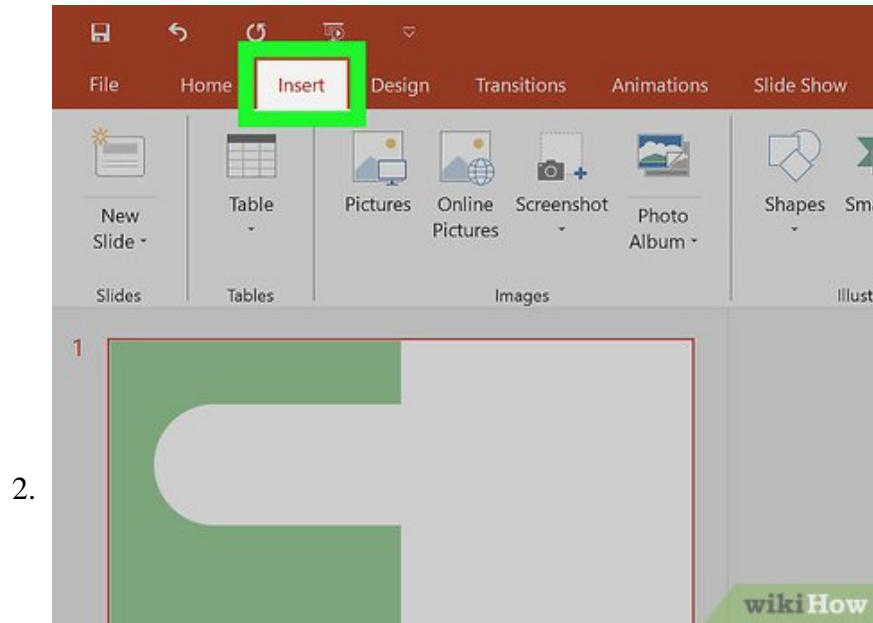 File Home Insert Design Transitions Animations Slide Show
New Slide
Table
Pictures
Online Pictures
Screenshot
Photo Album
Shapes
Slides
Tables
Images
1
2.
wikiHow